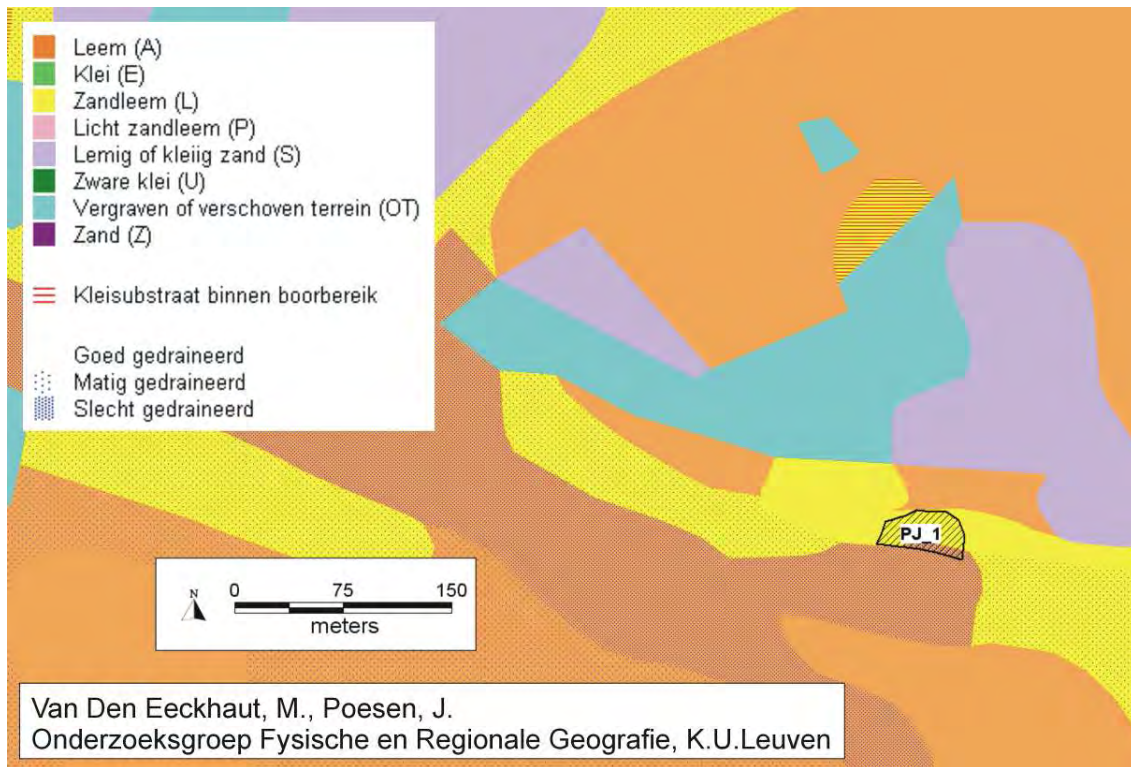 Leem (A)
Klei (E)
Zandleem (L)
Licht zandleem (P)
Lemig of kleiig zand (S)
Zware klei (U)
Vergraven of verschoven terrein (OT)
Zand (Z)
Kleisubstraat binnen boorbereik
Goed gedraineerd
Matig gedraineerd
Slecht gedraineerd
PJ_1
N
0 75 150
meters
Van Den Eeckhaut, M., Poesen, J.
Onderzoeksgroep Fysische en Regionale Geografie, K.U.Leuven